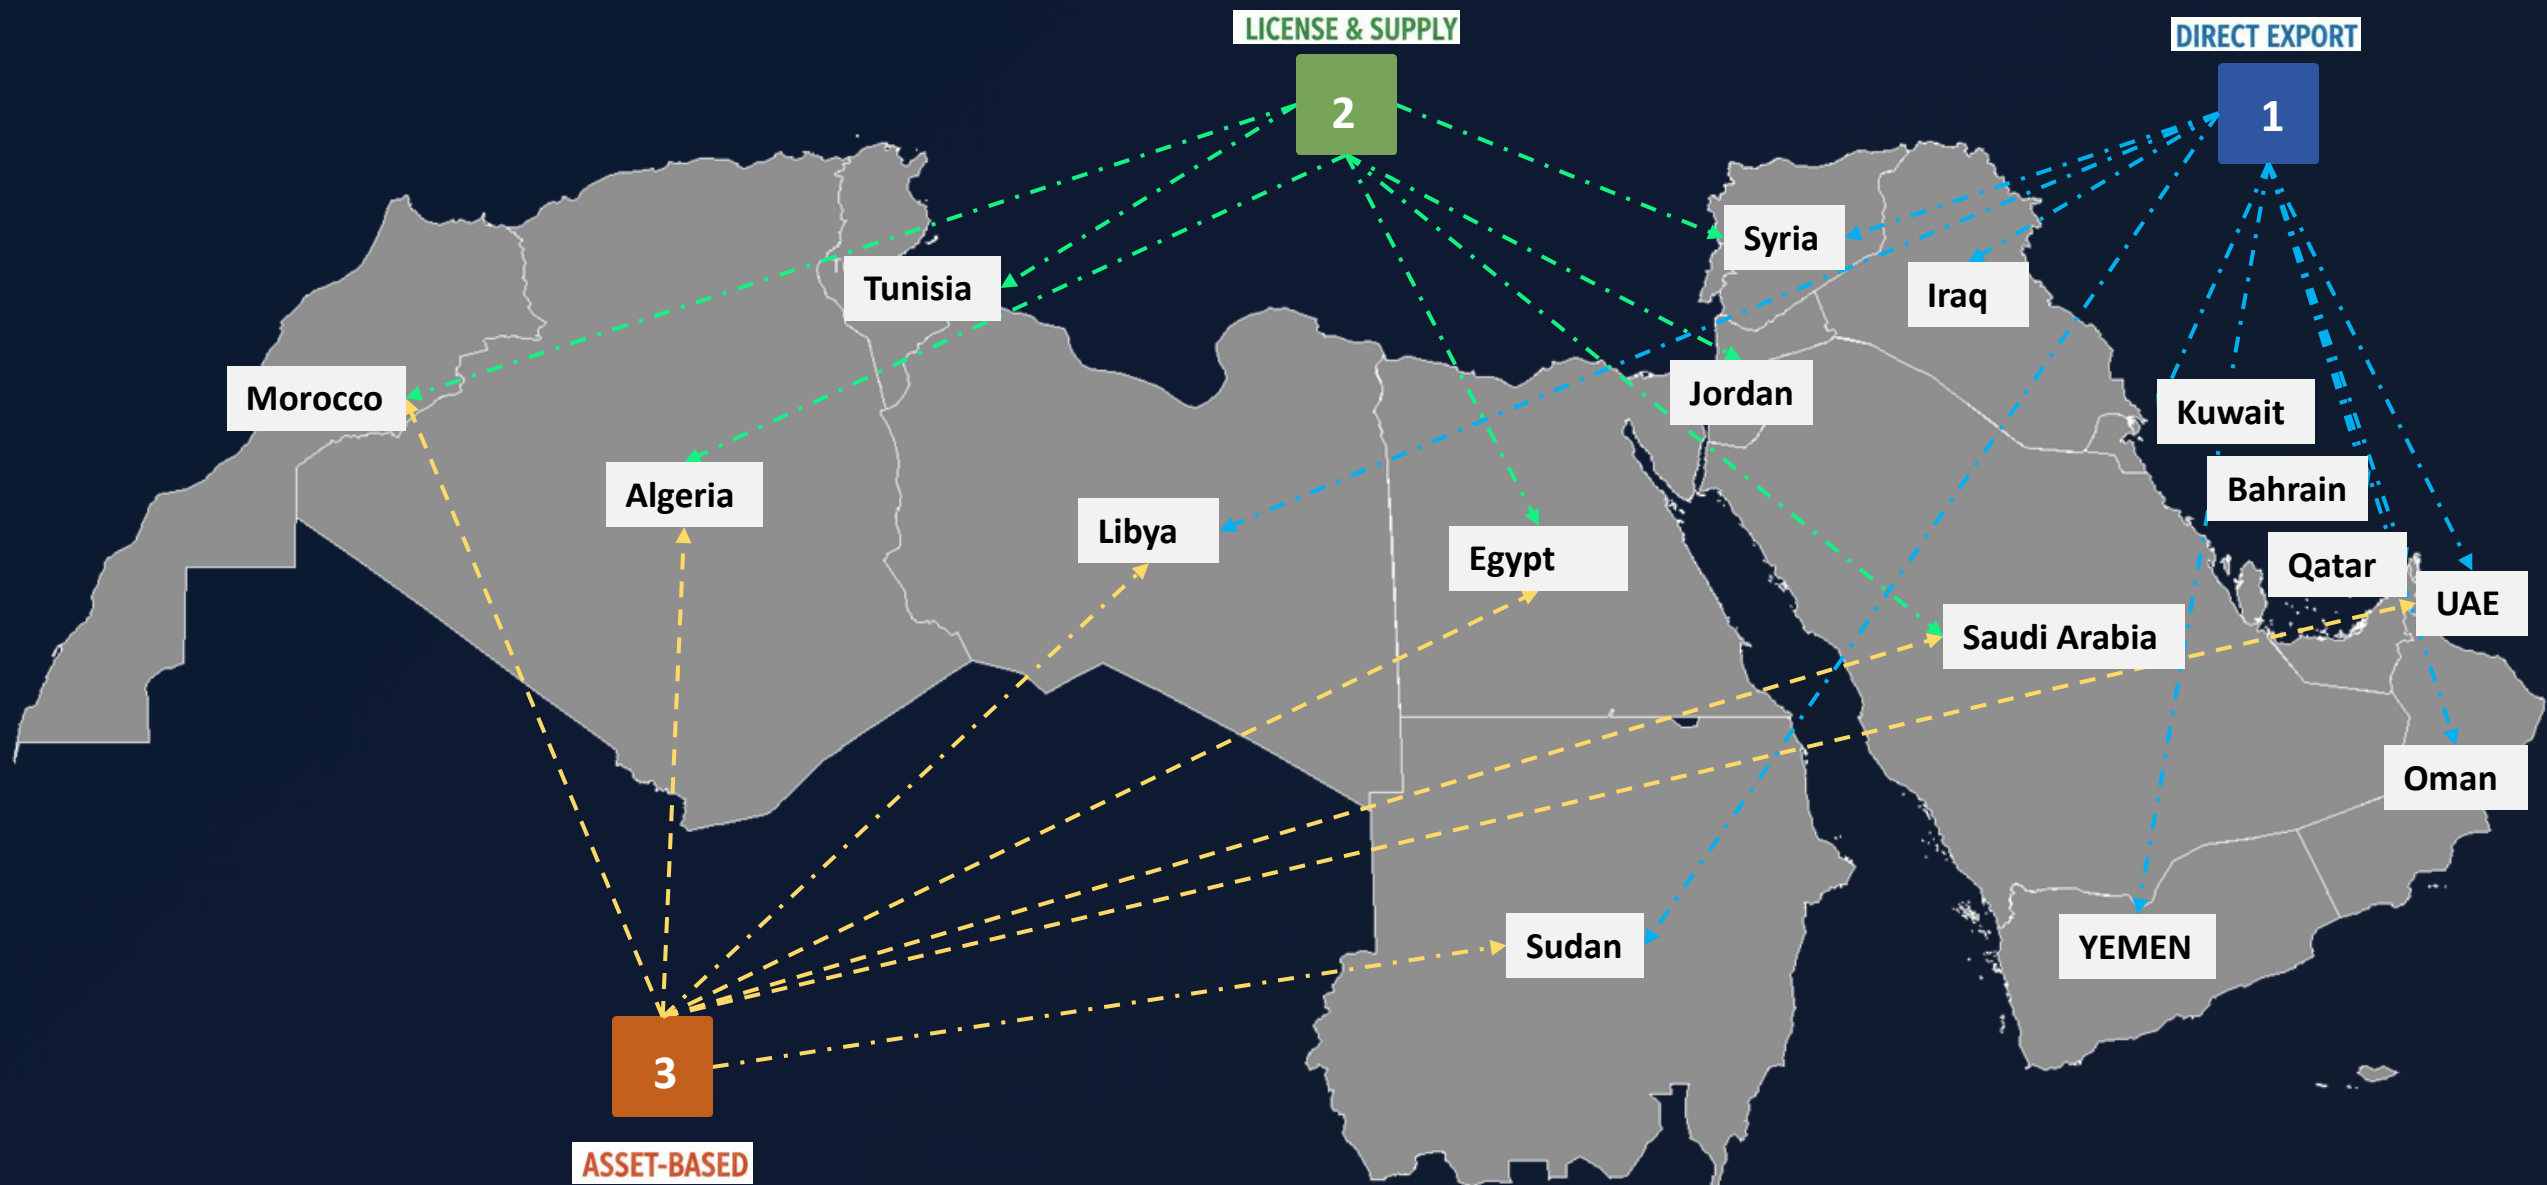 LICENSE & SUPPLY
DIRECT EXPORT
2
1
Syria
Tunisia
Iraq
Morocco
Jordan
Kuwait
Algeria
Bahrain
Libya
Egypt
Qatar
UAE
Saudi Arabia
Oman
Sudan
YEMEN
3
ASSET-BASED